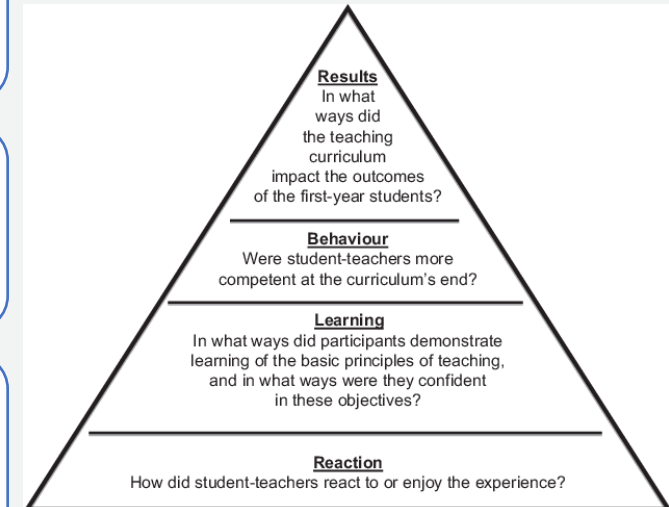 Results
In what
ways did
the teaching
curriculum
impact the outcomes
of the first-year students?
Behaviour
Were student-teachers more
competent at the curriculum’s end?
Learning
In what ways did participants demonstrate
learning of the basic principles of teaching,
and in what ways were they confident
in these objectives?
Reaction
How did student-teachers react to or enjoy the experience?